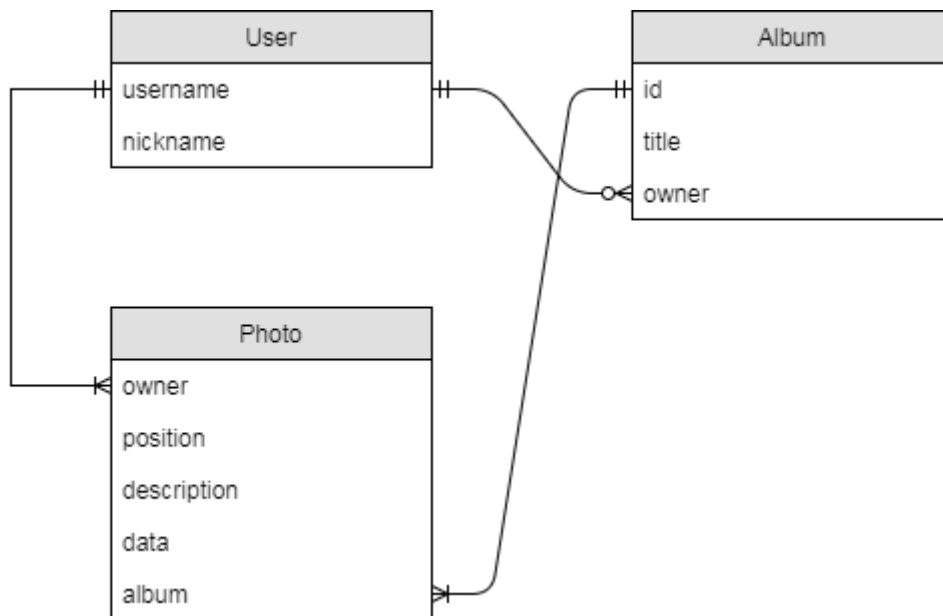 User
username
nickname
Album
id
title
owner
Photo
owner
position
description
data
album